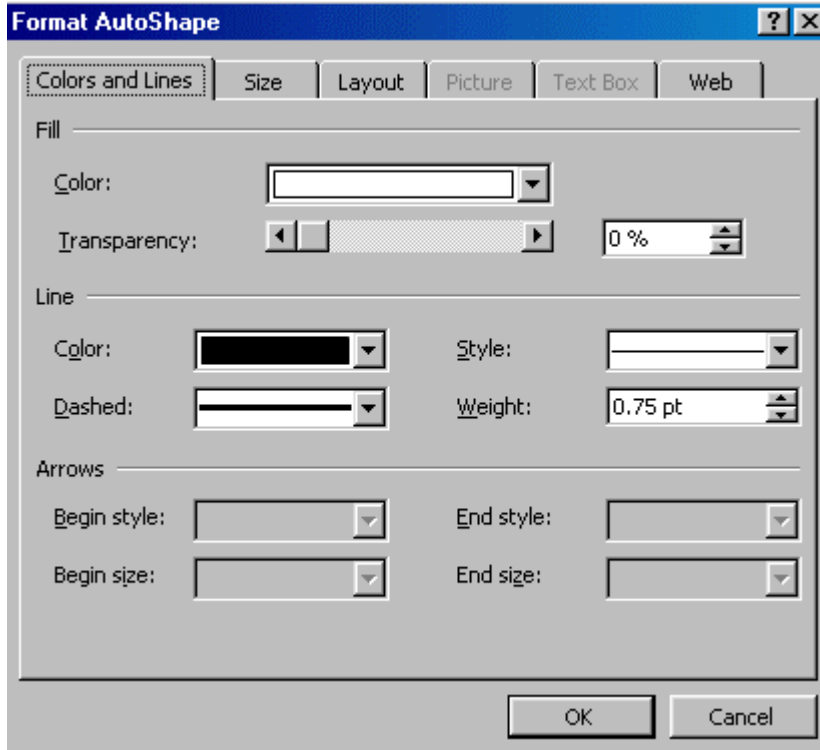 Format AutoShape
Colors and Lines Size Layout Picture Text Box Web
Fill
Color:
Transparency: 0 %
Line
Color: Style:
Dashed: Weight: 0.75 pt
Arrows
Begin style: End style:
Begin size: End size:
OK Cancel